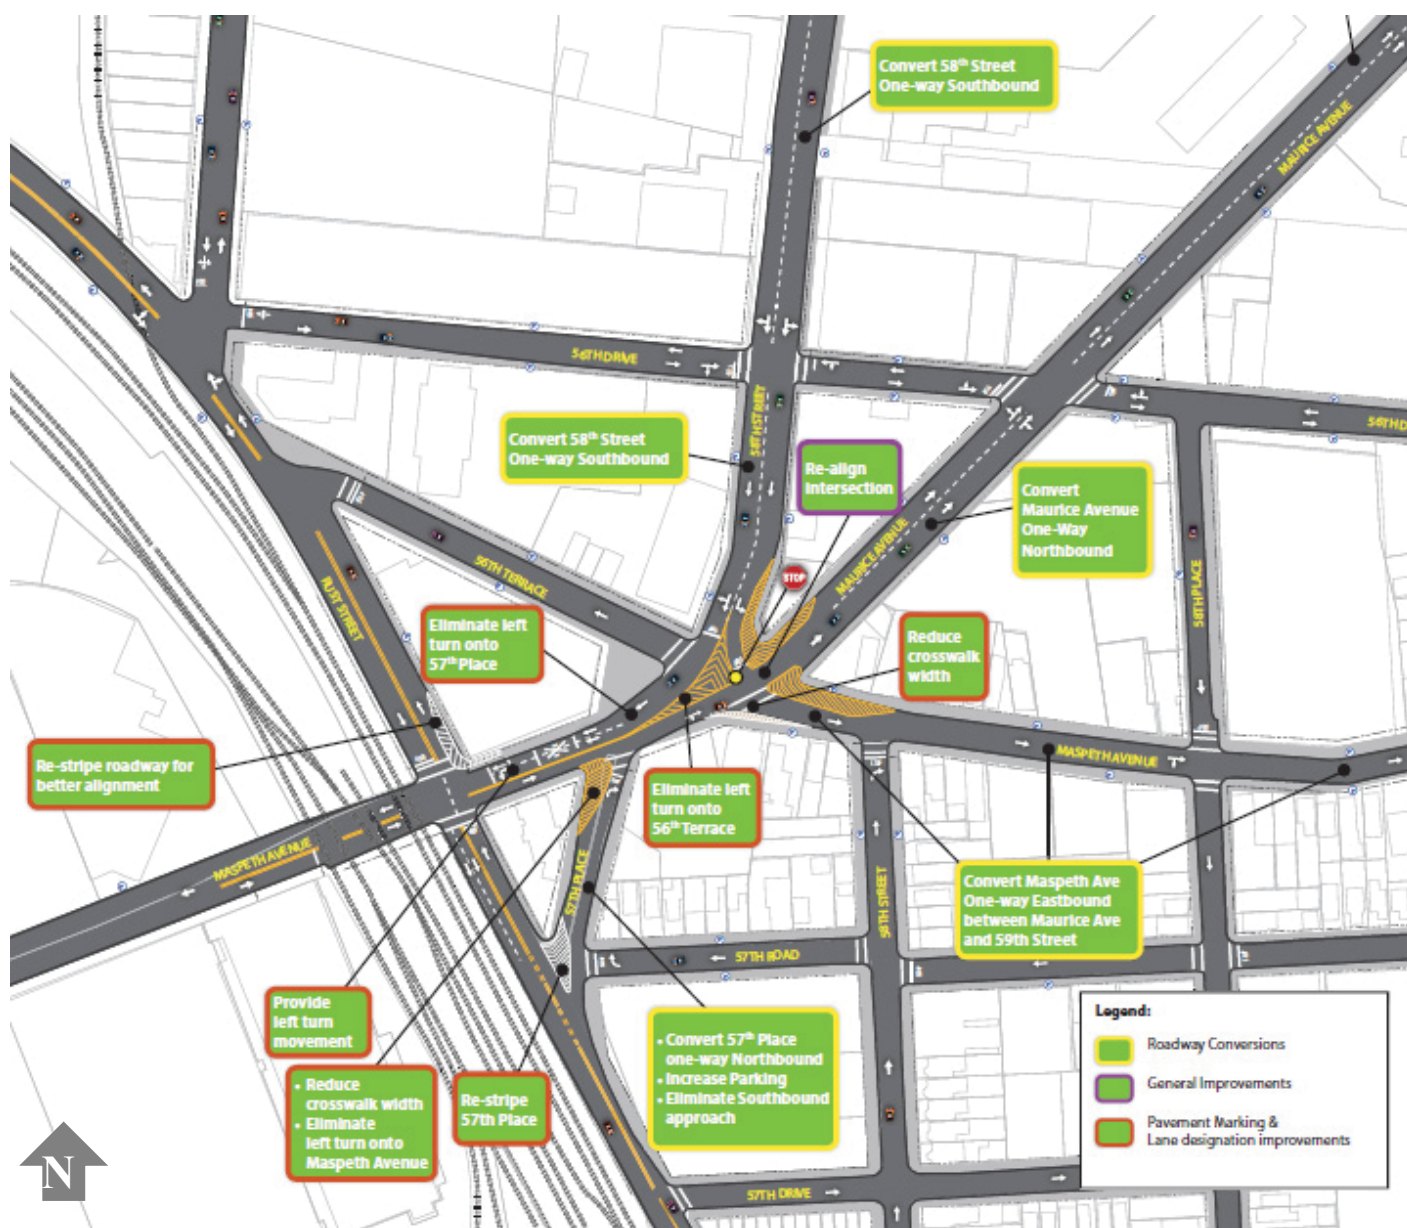 Convert 58th Street
One-way Southbound
MAURICE AVENUE
56TH DRIVE
58TH STREET
Convert 58th Street
One-way Southbound
Re-align
intersection
Convert
Maurice Avenue
One-Way
Northbound
56TH D
MAURICE AVENUE
STOP
56TH TERRACE
RUST STREET
58TH PLACE
Eliminate left
turn onto
57th Place
Reduce
crosswalk
width
Re-stripe roadway for
better alignment
MASPETH AVENUE
Eliminate left
turn onto
56th Terrace
MASPETH AVENUE
57TH PLACE
58TH STREET
Convert Maspeth Ave
One-way Eastbound
between Maurice Ave
and 59th Street
57TH ROAD
Provide
left turn
movement
• Convert 57th Place
one-way Northbound
• Increase Parking
• Eliminate Southbound
approach
• Reduce
crosswalk width
• Eliminate
left turn onto
Maspeth Avenue
Re-stripe
57th Place
Legend:
Roadway Conversions
General Improvements
Pavement Marking &
Lane designation improvements
N
57TH DRIVE